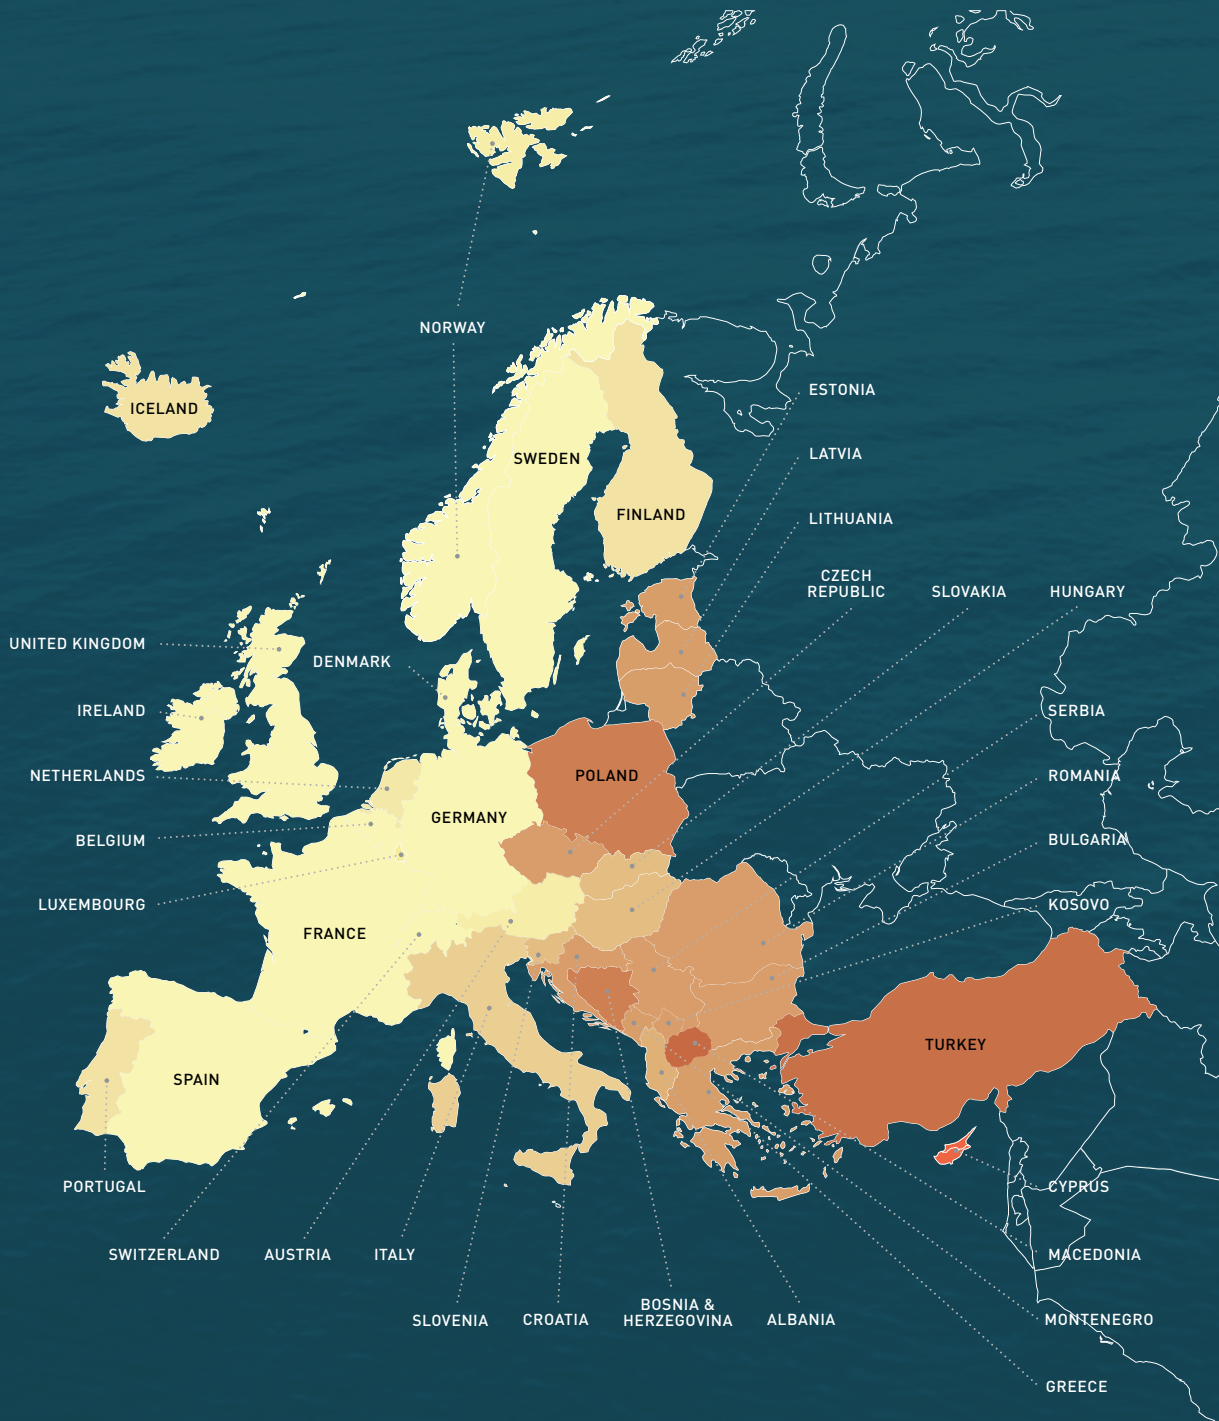 NORWAY
ESTONIA
ICELAND
LATVIA
SWEDEN
FINLAND
LITHUANIA
CZECH
REPUBLIC
SLOVAKIA
HUNGARY
UNITED KINGDOM
DENMARK
IRELAND
SERBIA
NETHERLANDS
POLAND
ROMANIA
GERMANY
BELGIUM
BULGARIA
LUXEMBOURG
KOSOVO
FRANCE
TURKEY
SPAIN
PORTUGAL
CYPRUS
SWITZERLAND
AUSTRIA
ITALY
MACEDONIA
SLOVENIA
CROATIA
BOSNIA &
HERZEGOVINA
ALBANIA
MONTENEGRO
GREECE